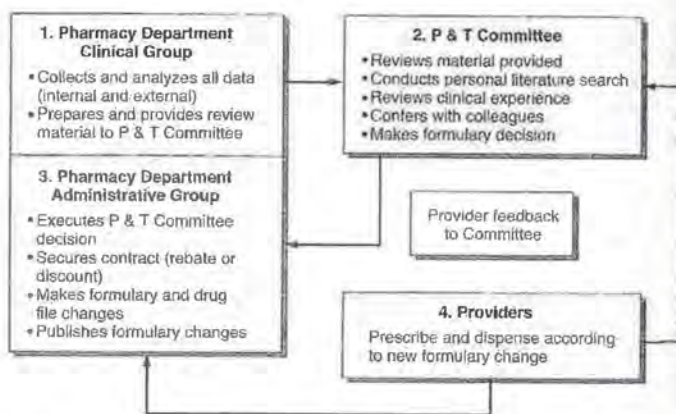 1. Pharmacy Department
Clinical Group
• Collects and analyzes all data
(internal and external)
• Prepares and provides review
material to P & T Committee
2. P & T Committee
• Reviews material provided
• Conducts personal literature search
• Reviews clinical experience
• Confers with colleagues
• Makes formulary decision
3. Pharmacy Department
Administrative Group
• Executes P & T Committee
decision
• Secures contract (rebate or
discount)
• Makes formulary and drug
file changes
• Publishes formulary changes
Provider feedback
to Committee
4. Providers
Prescribe and dispense according
to new formulary change